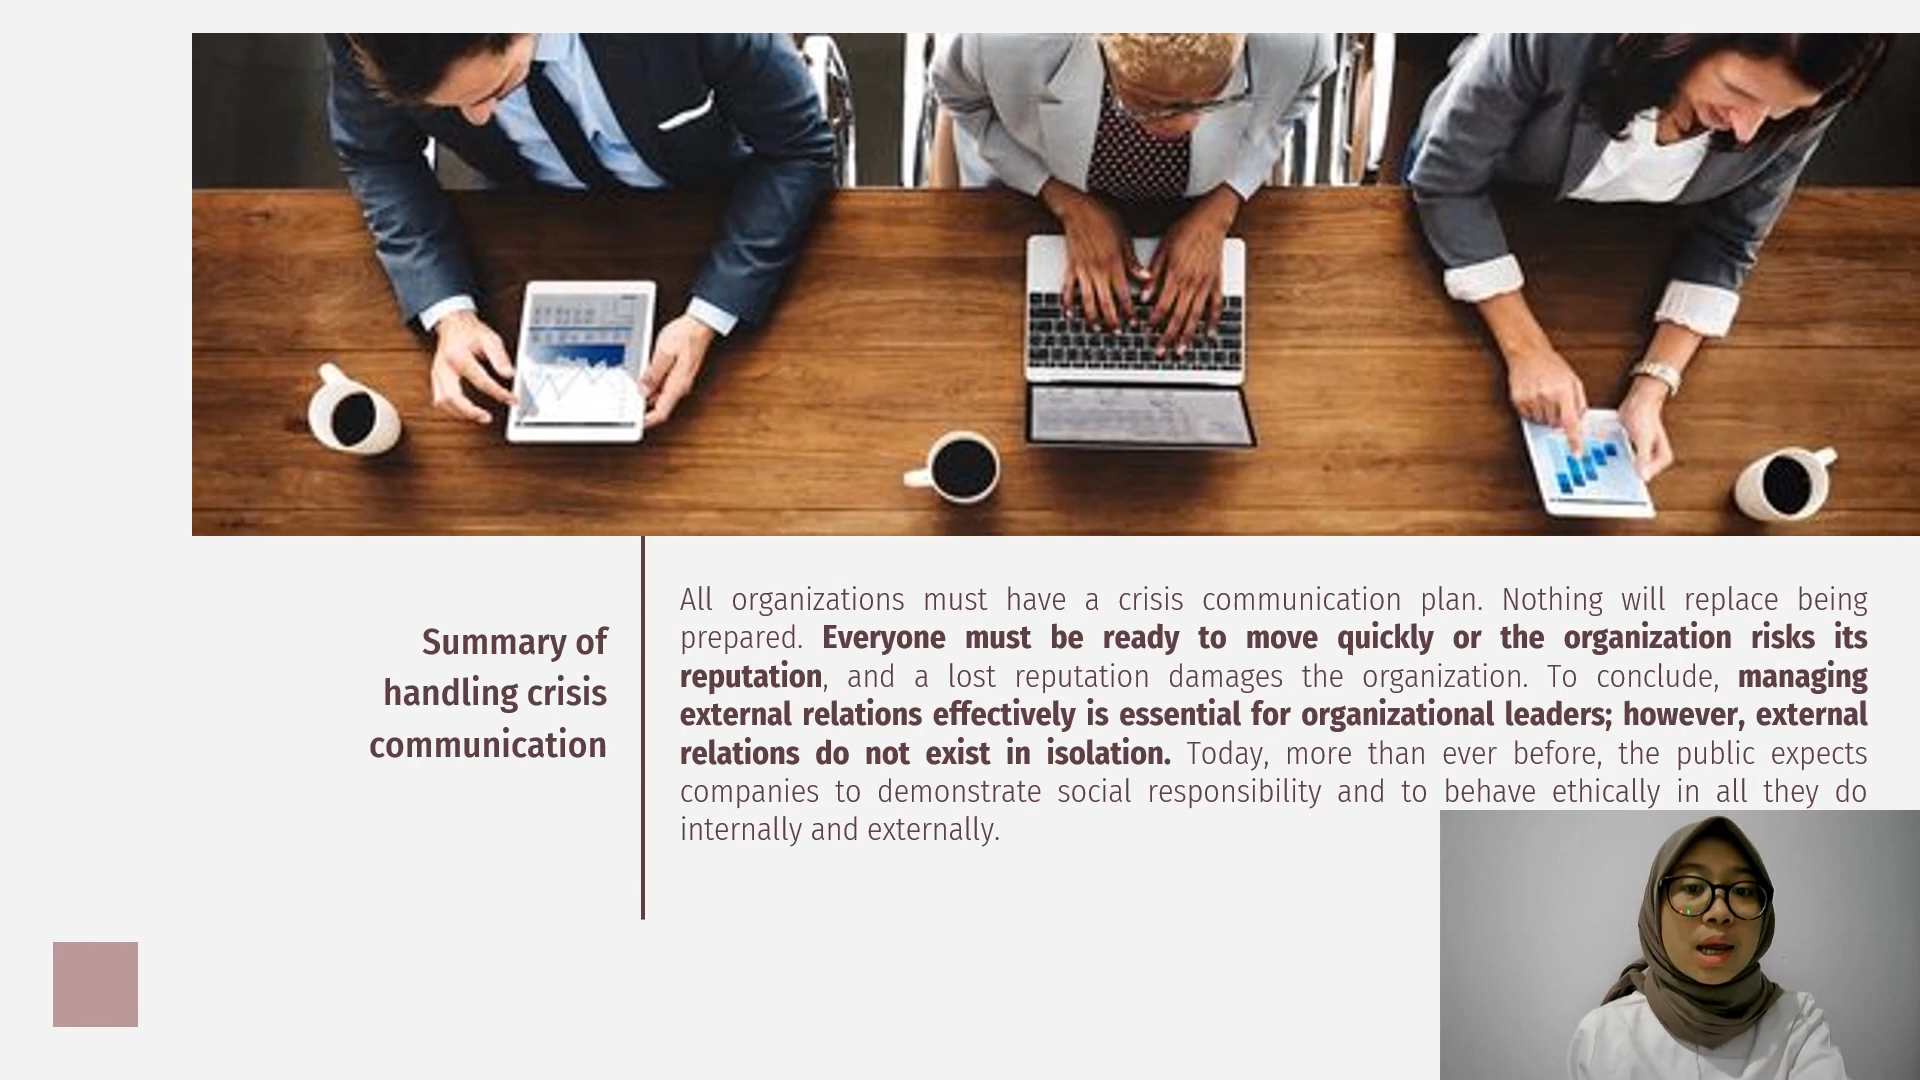 Summary of
handling crisis
communication
All organizations must have a crisis communication plan. Nothing will replace being
prepared. Everyone must be ready to move quickly or the organization risks its
reputation, and a lost reputation damages the organization. To conclude, managing
external relations effectively is essential for organizational leaders; however, external
relations do not exist in isolation. Today, more than ever before, the public expects
companies to demonstrate social responsibility and to behave ethically in all they do
internally and externally.